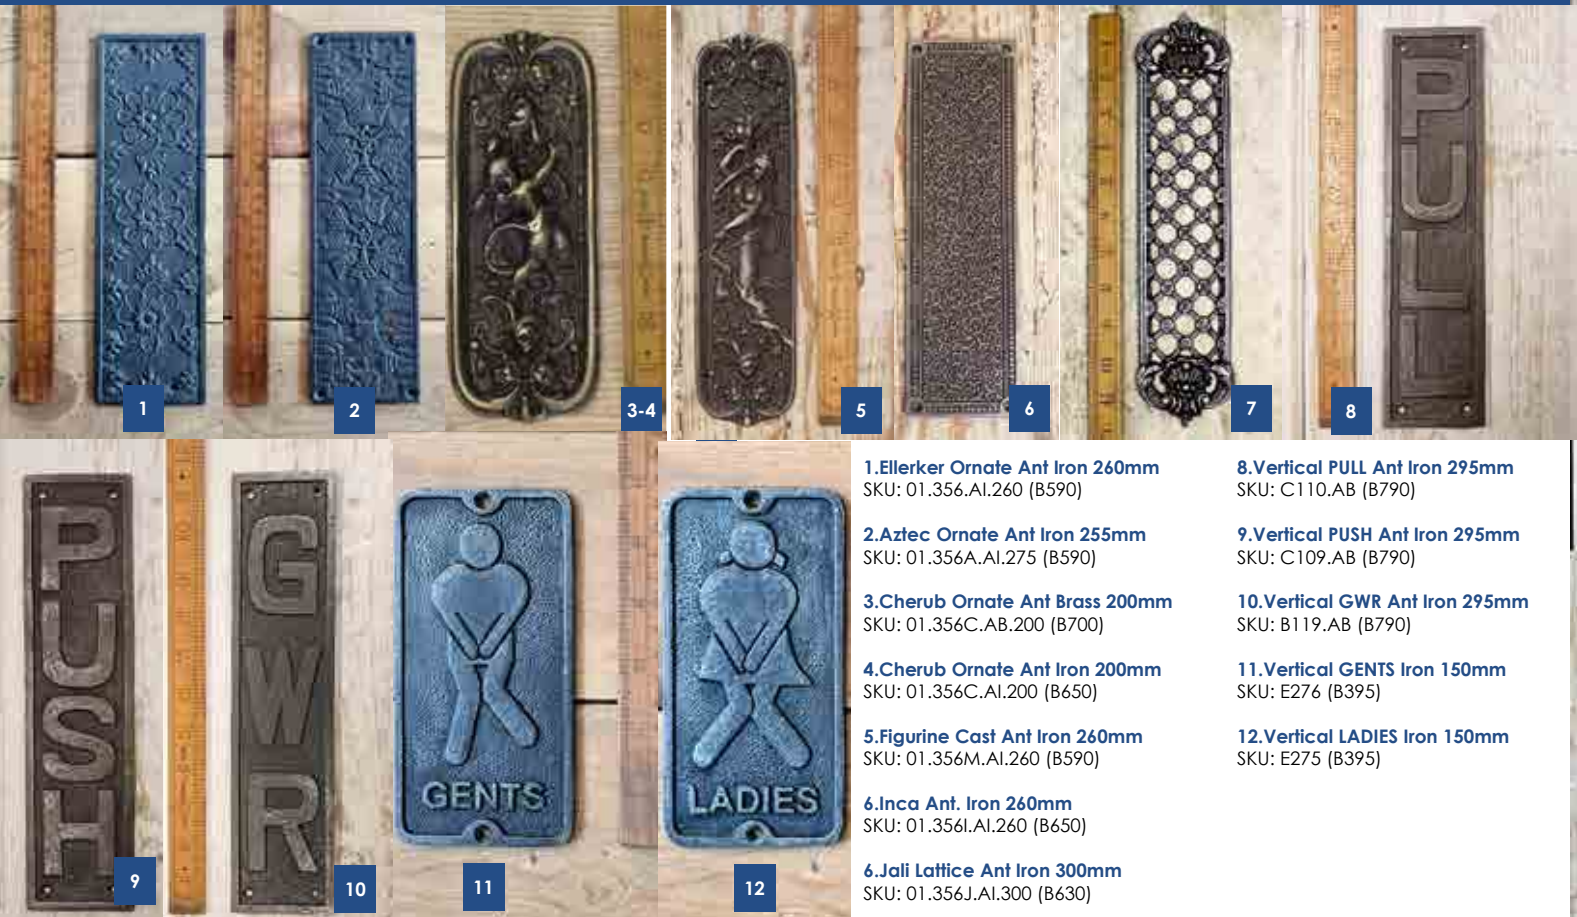 1
2
3-4
5
6
7
PULL
8
PUSH
9
GWR
10
GENTS
11
LADIES
12
1.Ellerker Ornate Ant Iron 260mm
SKU: 01.356.AI.260 (B590)
2.Aztec Ornate Ant Iron 255mm
SKU: 01.356A.AI.275 (B590)
3.Cherub Ornate Ant Brass 200mm
SKU: 01.356C.AB.200 (B700)
4.Cherub Ornate Ant Iron 200mm
SKU: 01.356C.AI.200 (B650)
5.Figurine Cast Ant Iron 260mm
SKU: 01.356M.AI.260 (B590)
6.Inca Ant. Iron 260mm
SKU: 01.356I.AI.260 (B650)
6.Jali Lattice Ant Iron 300mm
SKU: 01.356J.AI.300 (B630)
8.Vertical PULL Ant Iron 295mm
SKU: C110.AB (B790)
9.Vertical PUSH Ant Iron 295mm
SKU: C109.AB (B790)
10.Vertical GWR Ant Iron 295mm
SKU: B119.AB (B790)
11.Vertical GENTS Iron 150mm
SKU: E276 (B395)
12.Vertical LADIES Iron 150mm
SKU: E275 (B395)